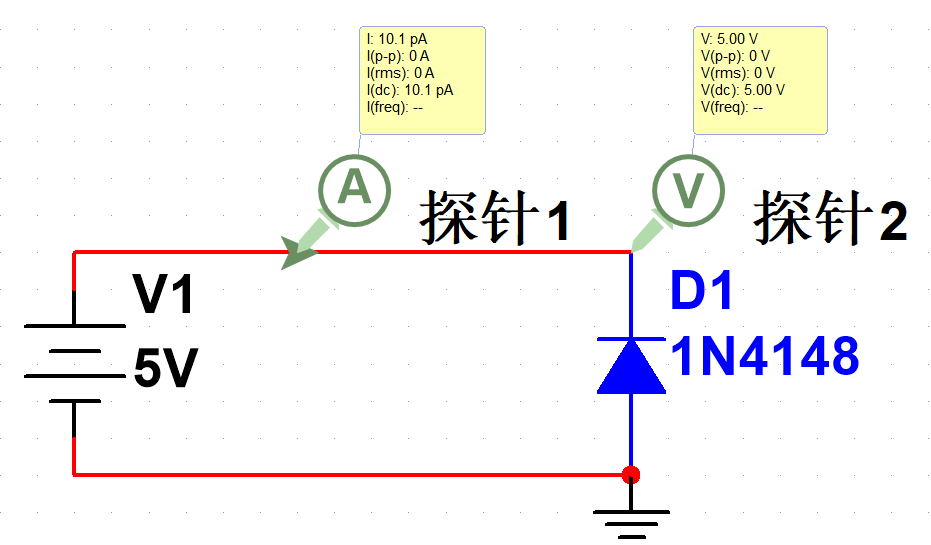 I: 10.1 pA
I(p-p): 0 A
I(rms): 0 A
I(dc): 10.1 pA
I(freq): --
V: 5.00 V
V(p-p): 0 V
V(rms): 0 V
V(dc): 5.00 V
V(freq): --
A
探针1
V
探针2
V1
5V
D1
1N4148